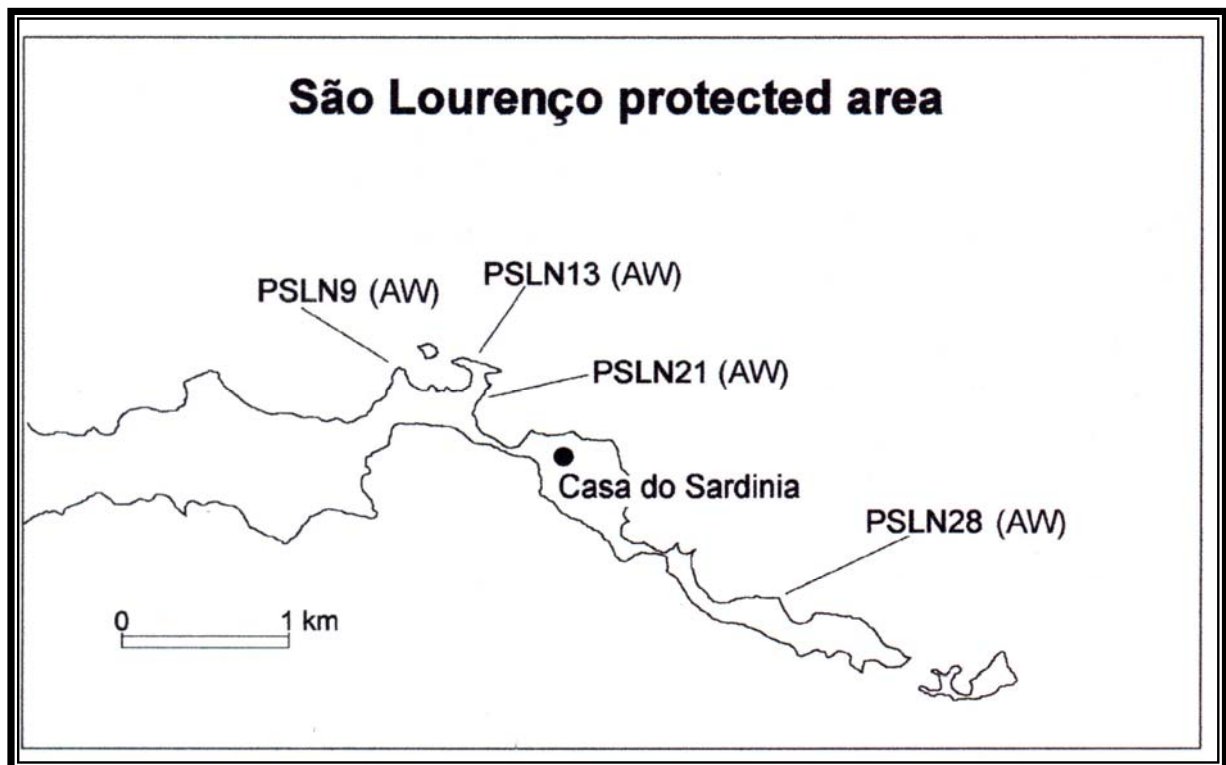 São Lourenço protected area
PSLN9 (AW)
PSLN13 (AW)
PSLN21 (AW)
Casa do Sardinia
PSLN28 (AW)
0 1 km